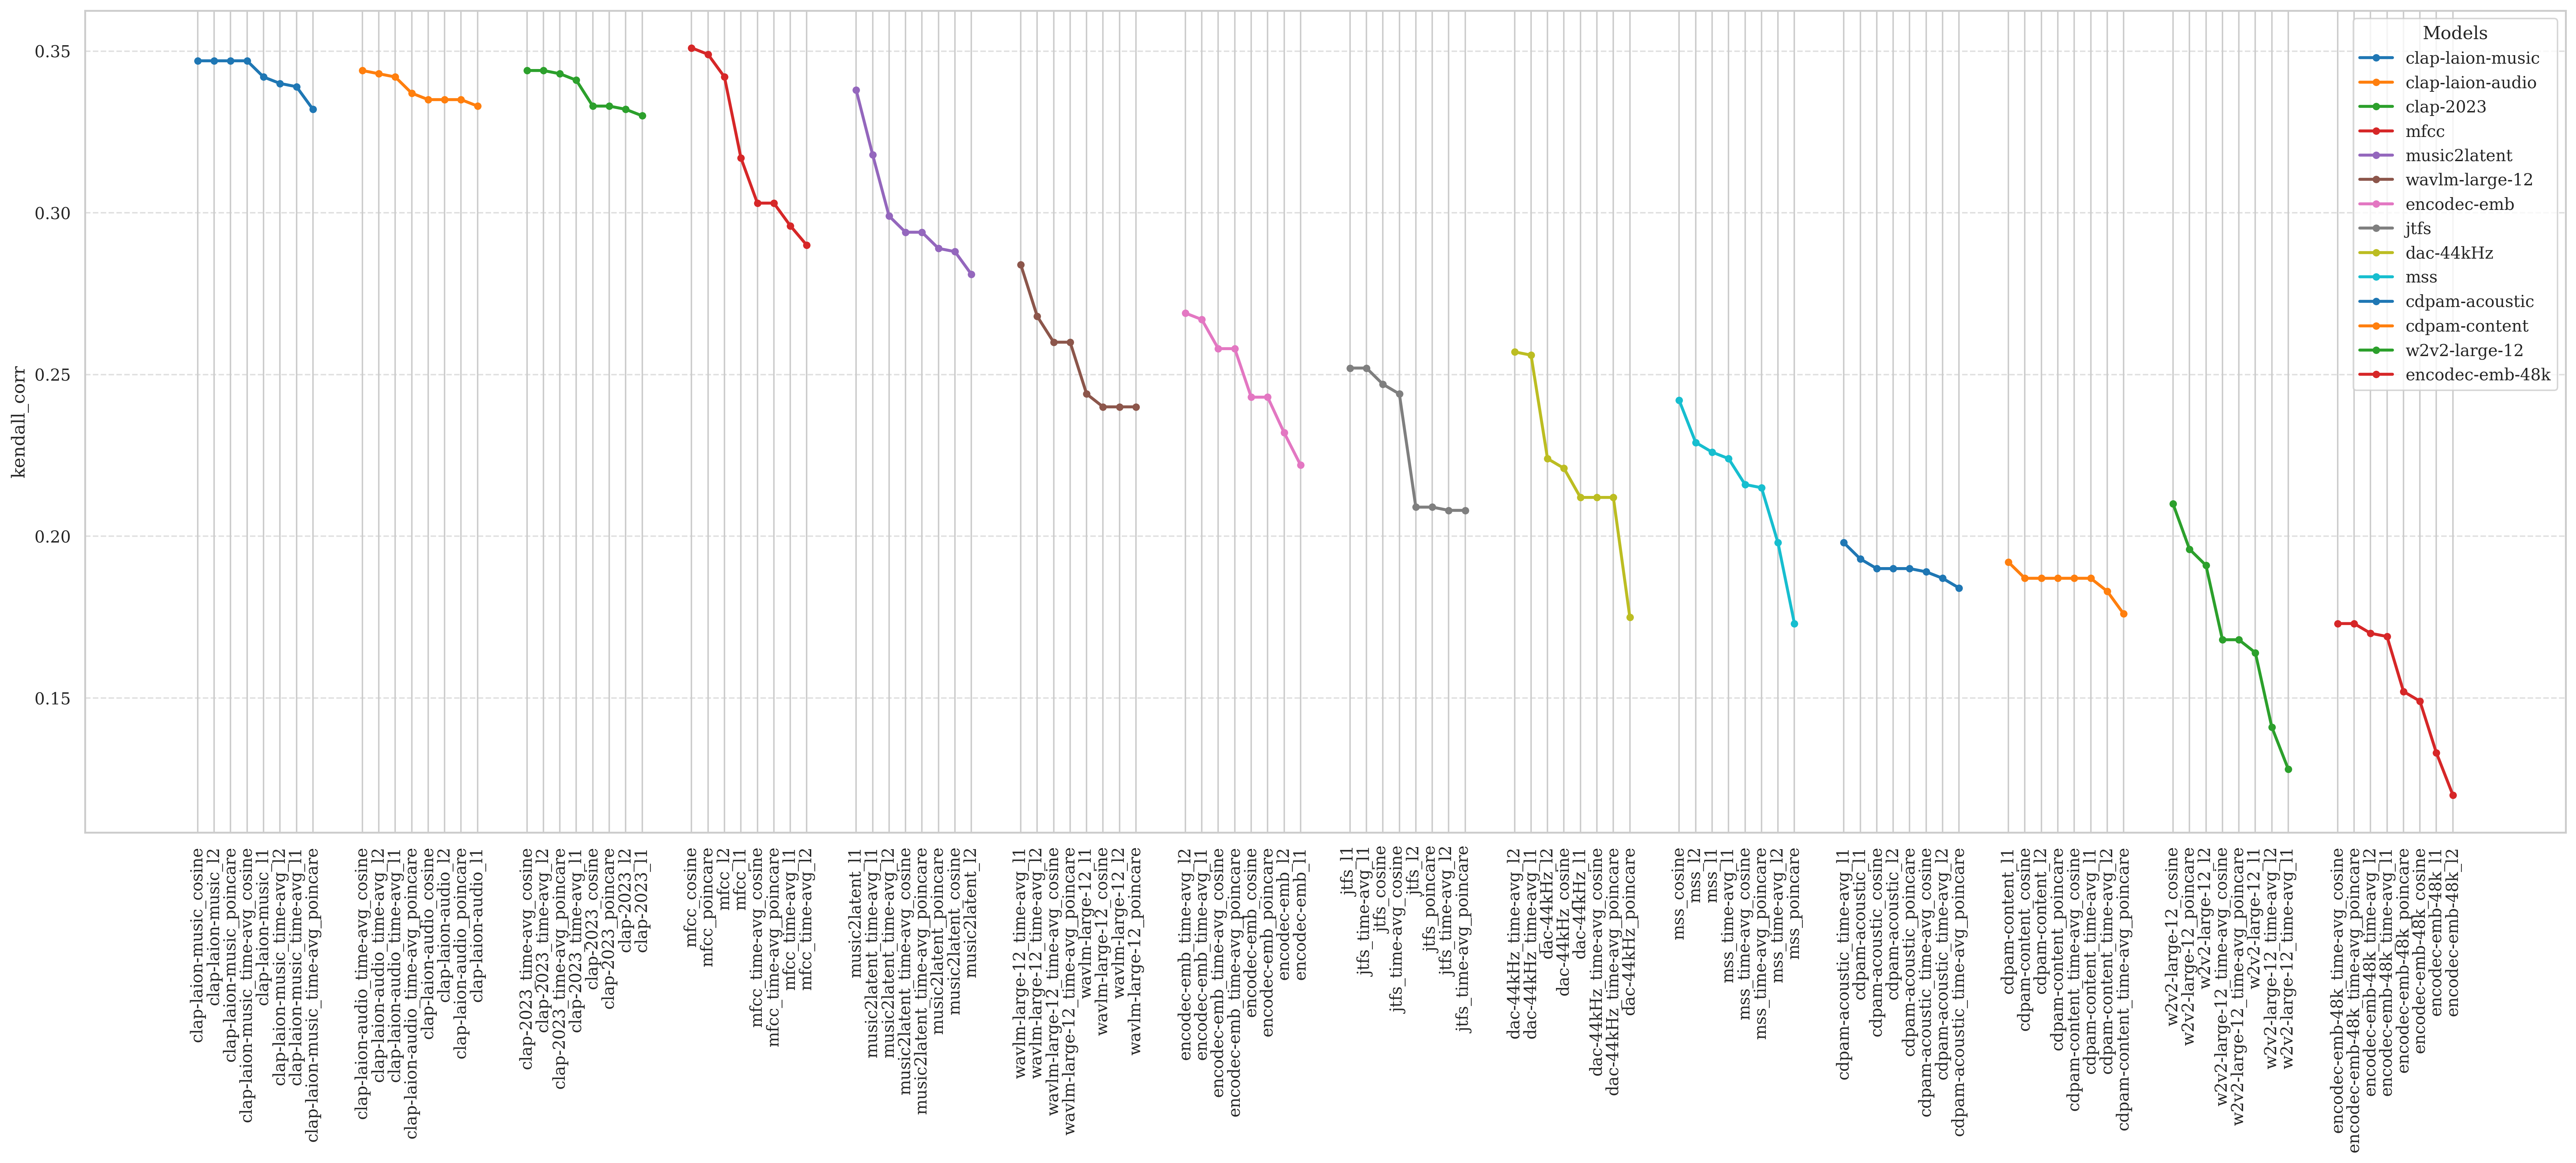 kendall_corr
0.35
0.30
0.25
0.20
0.15
Models
clap-laion-music
clap-laion-audio
clap-2023
mfcc
music2latent
wavlm-large-12
encodec-emb
jtfs
dac-44kHz
mss
cdpam-acoustic
cdpam-content
w2v2-large-12
encodec-emb-48k
clap-laion-music_cosine
clap-laion-music_l2
clap-laion-music_poincare
clap-laion-music_time-avg_cosine
clap-laion-music_l1
clap-laion-music_time-avg_l2
clap-laion-music_time-avg_l1
clap-laion-music_time-avg_poincare
clap-laion-audio_time-avg_cosine
clap-laion-audio_time-avg_l2
clap-laion-audio_time-avg_l1
clap-laion-audio_time-avg_poincare
clap-laion-audio_cosine
clap-laion-audio_l2
clap-laion-audio_poincare
clap-laion-audio_l1
clap-2023_time-avg_cosine
clap-2023_time-avg_l2
clap-2023_time-avg_poincare
clap-2023_time-avg_l1
clap-2023_cosine
clap-2023_poincare
clap-2023_l2
clap-2023_l1
mfcc_cosine
mfcc_poincare
mfcc_l2
mfcc_l1
mfcc_time-avg_cosine
mfcc_time-avg_poincare
mfcc_time-avg_l1
mfcc_time-avg_l2
music2latent_l1
music2latent_time-avg_l1
music2latent_time-avg_l2
music2latent_time-avg_cosine
music2latent_time-avg_poincare
music2latent_poincare
music2latent_cosine
music2latent_l2
wavlm-large-12_time-avg_l1
wavlm-large-12_time-avg_l2
wavlm-large-12_time-avg_cosine
wavlm-large-12_time-avg_poincare
wavlm-large-12_l1
wavlm-large-12_cosine
wavlm-large-12_l2
wavlm-large-12_poincare
encodec-emb_time-avg_l2
encodec-emb_time-avg_l1
encodec-emb_time-avg_cosine
encodec-emb_time-avg_poincare
encodec-emb_cosine
encodec-emb_poincare
encodec-emb_l2
encodec-emb_l1
jtfs_l1
jtfs_time-avg_l1
jtfs_cosine
jtfs_time-avg_cosine
jtfs_l2
jtfs_poincare
jtfs_time-avg_l2
jtfs_time-avg_poincare
dac-44kHz_time-avg_l2
dac-44kHz_time-avg_l1
dac-44kHz_l2
dac-44kHz_cosine
dac-44kHz_l1
dac-44kHz_time-avg_cosine
dac-44kHz_time-avg_poincare
dac-44kHz_poincare
mss_cosine
mss_l2
mss_l1
mss_time-avg_l1
mss_time-avg_cosine
mss_time-avg_poincare
mss_time-avg_l2
mss_poincare
cdpam-acoustic_time-avg_l1
cdpam-acoustic_l1
cdpam-acoustic_cosine
cdpam-acoustic_l2
cdpam-acoustic_poincare
cdpam-acoustic_time-avg_cosine
cdpam-acoustic_time-avg_l2
cdpam-acoustic_time-avg_poincare
cdpam-content_l1
cdpam-content_cosine
cdpam-content_l2
cdpam-content_poincare
cdpam-content_time-avg_cosine
cdpam-content_time-avg_l1
cdpam-content_time-avg_l2
cdpam-content_time-avg_poincare
w2v2-large-12_cosine
w2v2-large-12_poincare
w2v2-large-12_l2
w2v2-large-12_time-avg_cosine
w2v2-large-12_time-avg_poincare
w2v2-large-12_l1
w2v2-large-12_time-avg_l2
w2v2-large-12_time-avg_l1
encodec-emb-48k_time-avg_cosine
encodec-emb-48k_time-avg_poincare
encodec-emb-48k_time-avg_l2
encodec-emb-48k_time-avg_l1
encodec-emb-48k_poincare
encodec-emb-48k_cosine
encodec-emb-48k_l1
encodec-emb-48k_l2